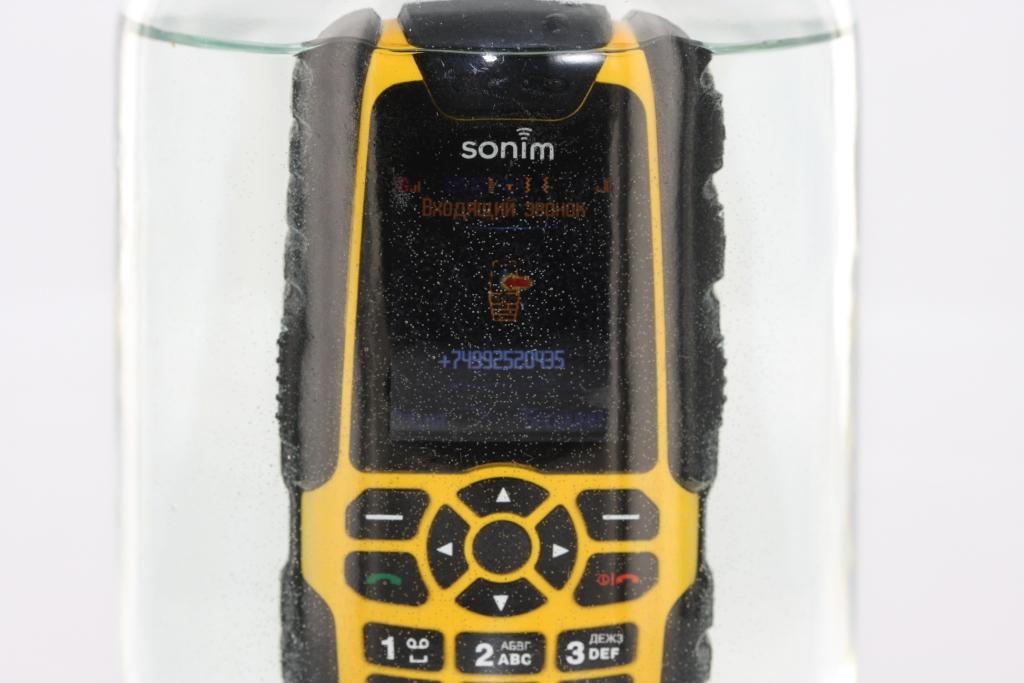 sonim
Входящий звонок
+74992520435
1
2 АБВГ ABC
3 ДЕЖЗ DEF